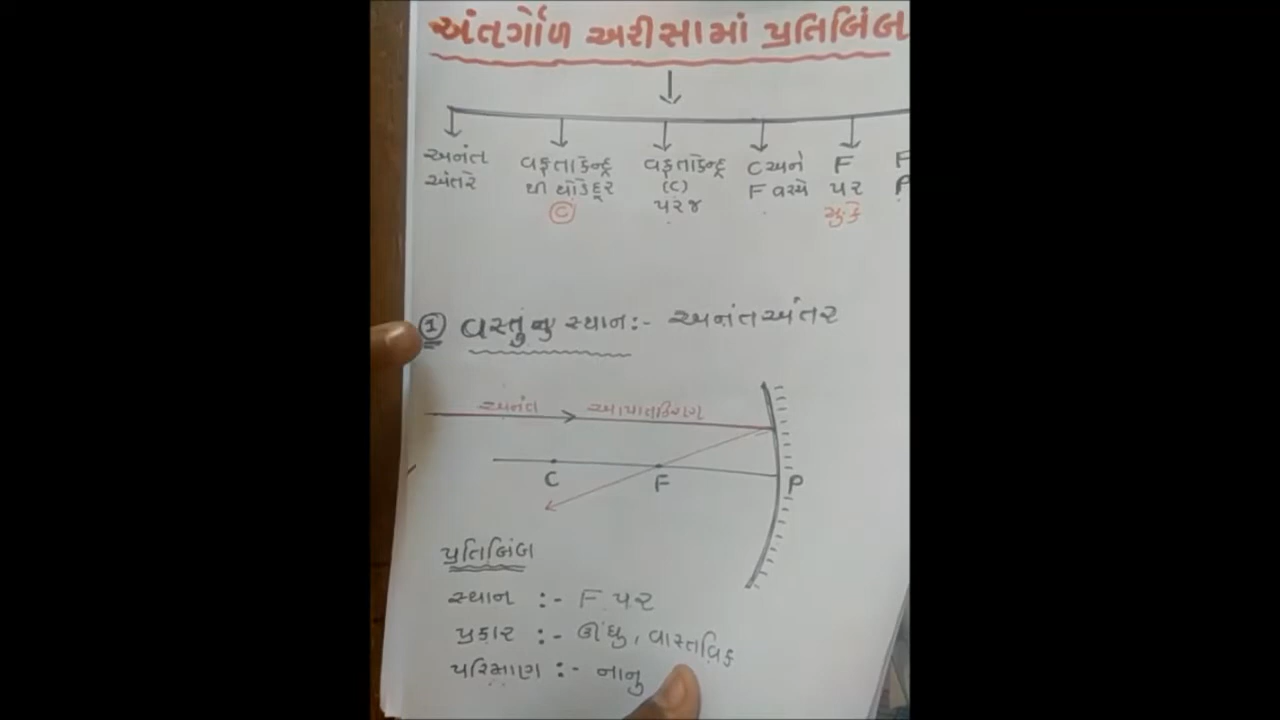 અંતર્ગોળ અરીસામાં પ્રતિબિંબ
અનંત અંતરે
વક્રતાકેન્દ્ર થી થોડેદૂર C
વક્રતાકેન્દ્ર (C) પરજ
C અને F વચ્ચે
F પર
F P
1 વસ્તુંનુ સ્થાન:- અનંતઅંતર
અનંત આપાતકિરણ
C F P
પ્રતિબિંબ
સ્થાન :- F પર
પ્રકાર :- ઊંધુ, વાસ્તવિક
પરિમાણ :- નાનુ